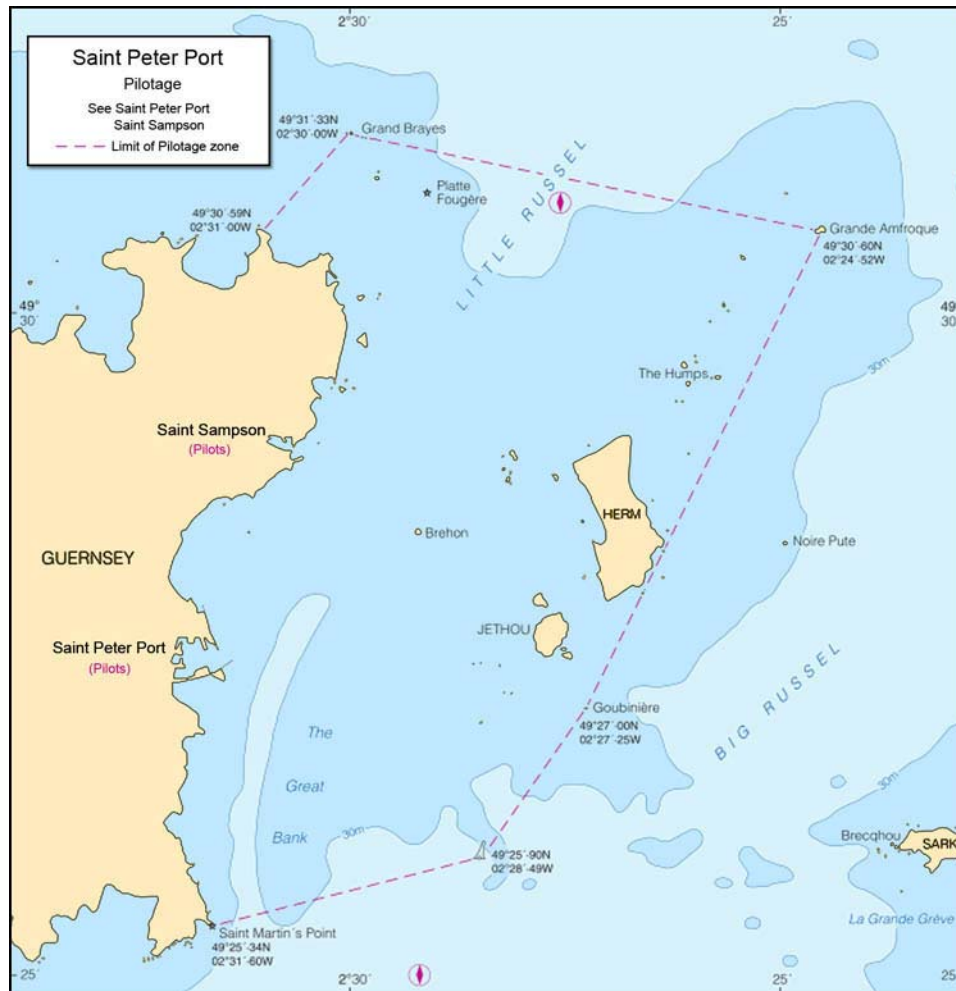 2°30´
25´
Saint Peter Port
Pilotage
See Saint Peter Port
Saint Sampson
Limit of Pilotage zone
49°31´-33N
02°30´-00W
Grand Brayes
Platte
Fougère
LITTLE RUSSEL
49°30´-59N
02°31´-00W
Grande Amfroque
49°30´-60N
02°24´-52W
49°
30´
49°
30´
30m
The Humps
Saint Sampson
(Pilots)
HERM
Brehon
Noire Pute
GUERNSEY
JETHOU
Saint Peter Port
(Pilots)
BIG RUSSEL
Goubinière
49°27´-00N
02°27´-25W
The
Great
Bank
30m
30m
Brecqhou
SARK
49°25´-90N
02°28´-49W
La Grande Grève
Saint Martin´s Point
49°25´-34N
02°31´-60W
25´
2°30´
25´